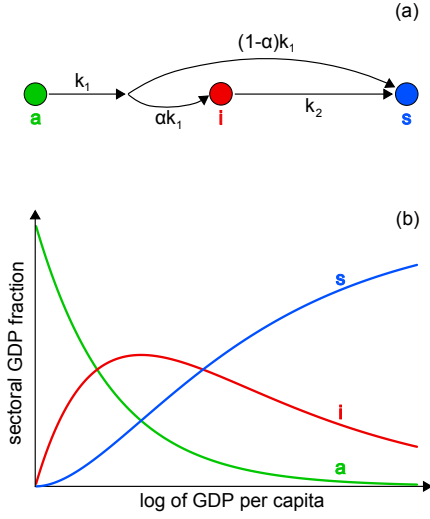 (a)
(1-α)k₁
k₁
αk₁
k₂
a
i
s
(b)
sectoral GDP fraction
s
i
a
log of GDP per capita